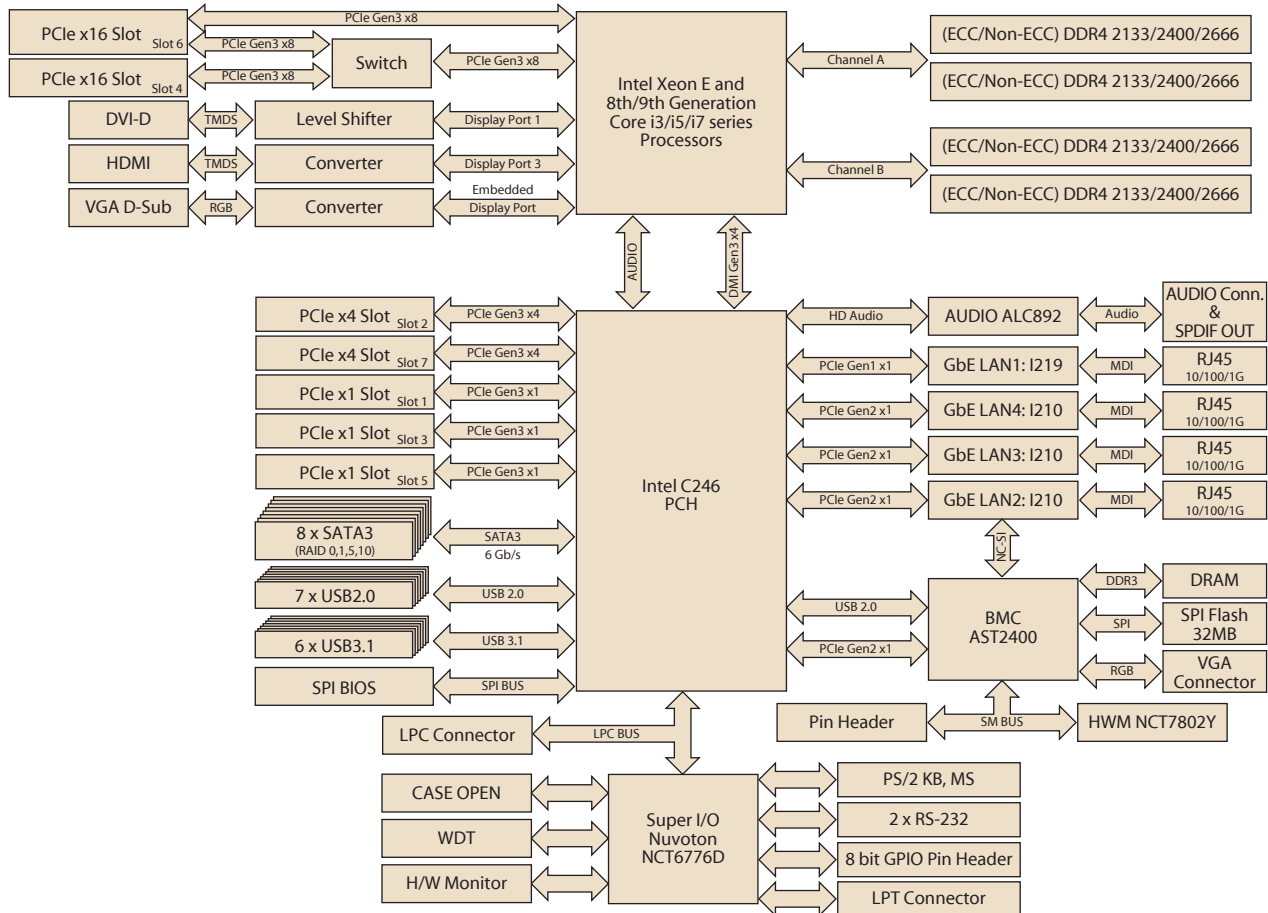 PCIe x16 Slot
Slot 6
PCIe Gen3 x8
PCIe Gen3 x8
PCIe x16 Slot
Slot 4
PCIe Gen3 x8
Switch
PCIe Gen3 x8
DVI-D
TMDS
Level Shifter
Display Port 1
HDMI
TMDS
Converter
Display Port 3
VGA D-Sub
RGB
Converter
Embedded
Display Port
Intel Xeon E and
8th/9th Generation
Core i3/i5/i7 series
Processors
Channel A
(ECC/Non-ECC) DDR4 2133/2400/2666
(ECC/Non-ECC) DDR4 2133/2400/2666
Channel B
(ECC/Non-ECC) DDR4 2133/2400/2666
(ECC/Non-ECC) DDR4 2133/2400/2666
AUDIO
DMI Gen3 x4
PCIe x4 Slot
Slot 2
PCIe Gen3 x4
PCIe x4 Slot
Slot 7
PCIe Gen3 x4
PCIe x1 Slot
Slot 1
PCIe Gen3 x1
PCIe x1 Slot
Slot 3
PCIe Gen3 x1
PCIe x1 Slot
Slot 5
PCIe Gen3 x1
8 x SATA3
(RAID 0,1,5,10)
SATA3
6 Gb/s
7 x USB2.0
USB 2.0
6 x USB3.1
USB 3.1
SPI BIOS
SPI BUS
Intel C246
PCH
HD Audio
AUDIO ALC892
Audio
AUDIO Conn.
&
SPDIF OUT
PCIe Gen1 x1
GbE LAN1: I219
MDI
RJ45
10/100/1G
PCIe Gen2 x1
GbE LAN4: I210
MDI
RJ45
10/100/1G
PCIe Gen2 x1
GbE LAN3: I210
MDI
RJ45
10/100/1G
PCIe Gen2 x1
GbE LAN2: I210
MDI
RJ45
10/100/1G
NC-SI
USB 2.0
PCIe Gen2 x1
BMC
AST2400
DDR3
DRAM
SPI
SPI Flash
32MB
RGB
VGA
Connector
Pin Header
SM BUS
HWM NCT7802Y
LPC Connector
LPC BUS
CASE OPEN
WDT
H/W Monitor
Super I/O
Nuvoton
NCT6776D
PS/2 KB, MS
2 x RS-232
8 bit GPIO Pin Header
LPT Connector